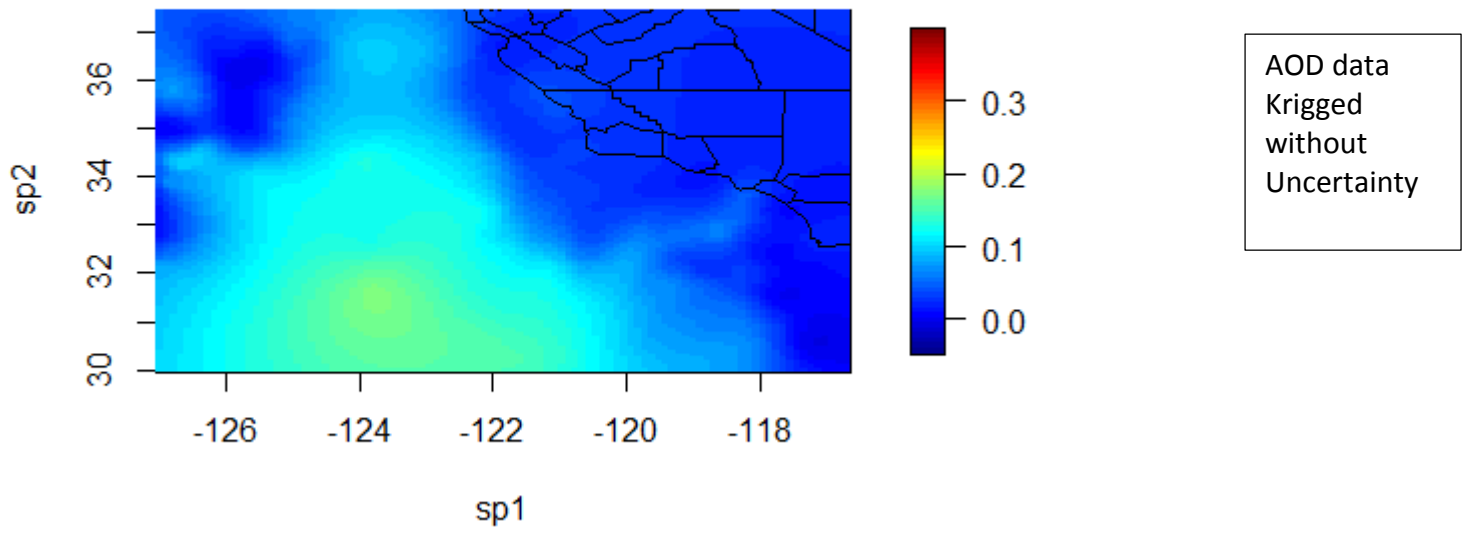 sp2
36
34
32
30
-126
-124
-122
-120
-118
sp1
0.3
0.2
0.1
0.0
AOD data
Krigged
without
Uncertainty